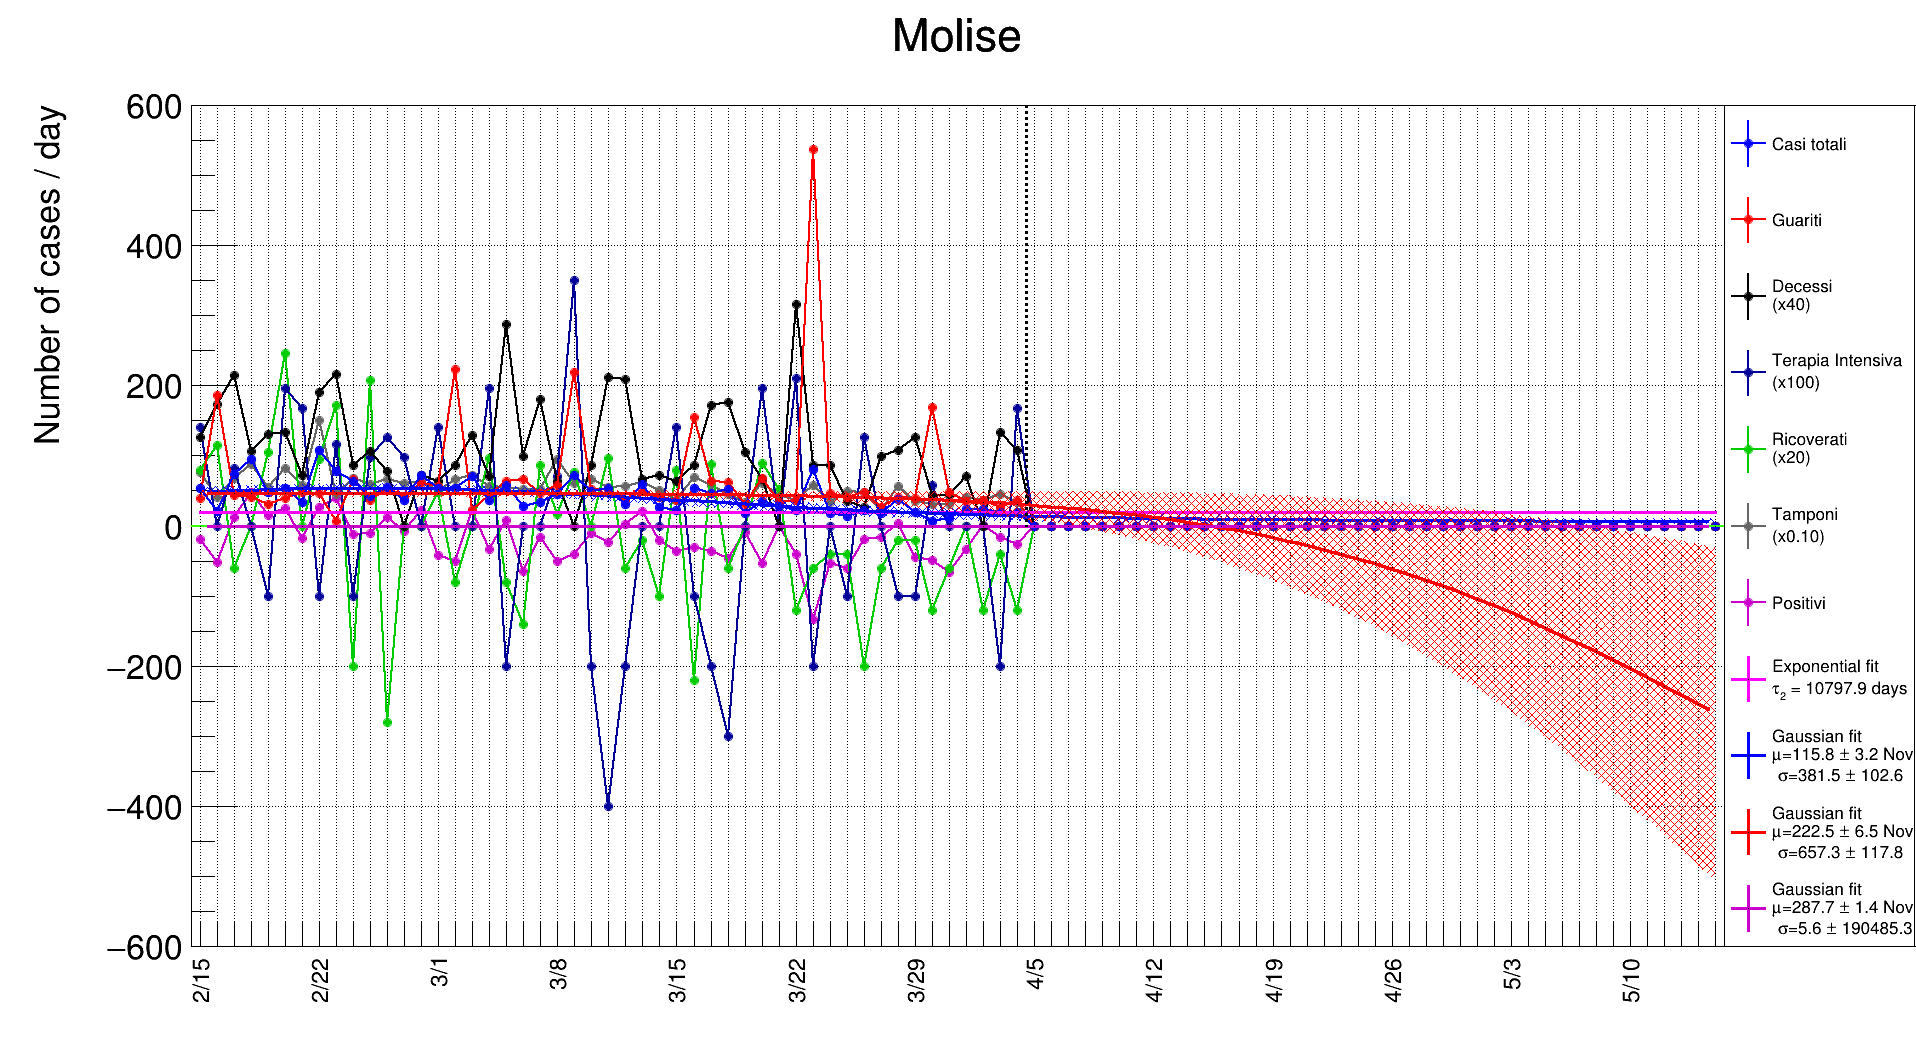 Molise
Number of cases / day
600
400
200
0
−200
−400
−600
2/15
2/22
3/1
3/8
3/15
3/22
3/29
4/5
4/12
4/19
4/26
5/3
5/10
Casi totali
Guariti
Decessi
(x40)
Terapia Intensiva
(x100)
Ricoverati
(x20)
Tamponi
(x0.10)
Positivi
Exponential fit
τ2 = 10797.9 days
Gaussian fit
μ=115.8 ± 3.2 Nov
σ=381.5 ± 102.6
Gaussian fit
μ=222.5 ± 6.5 Nov
σ=657.3 ± 117.8
Gaussian fit
μ=287.7 ± 1.4 Nov
σ=5.6 ± 190485.3